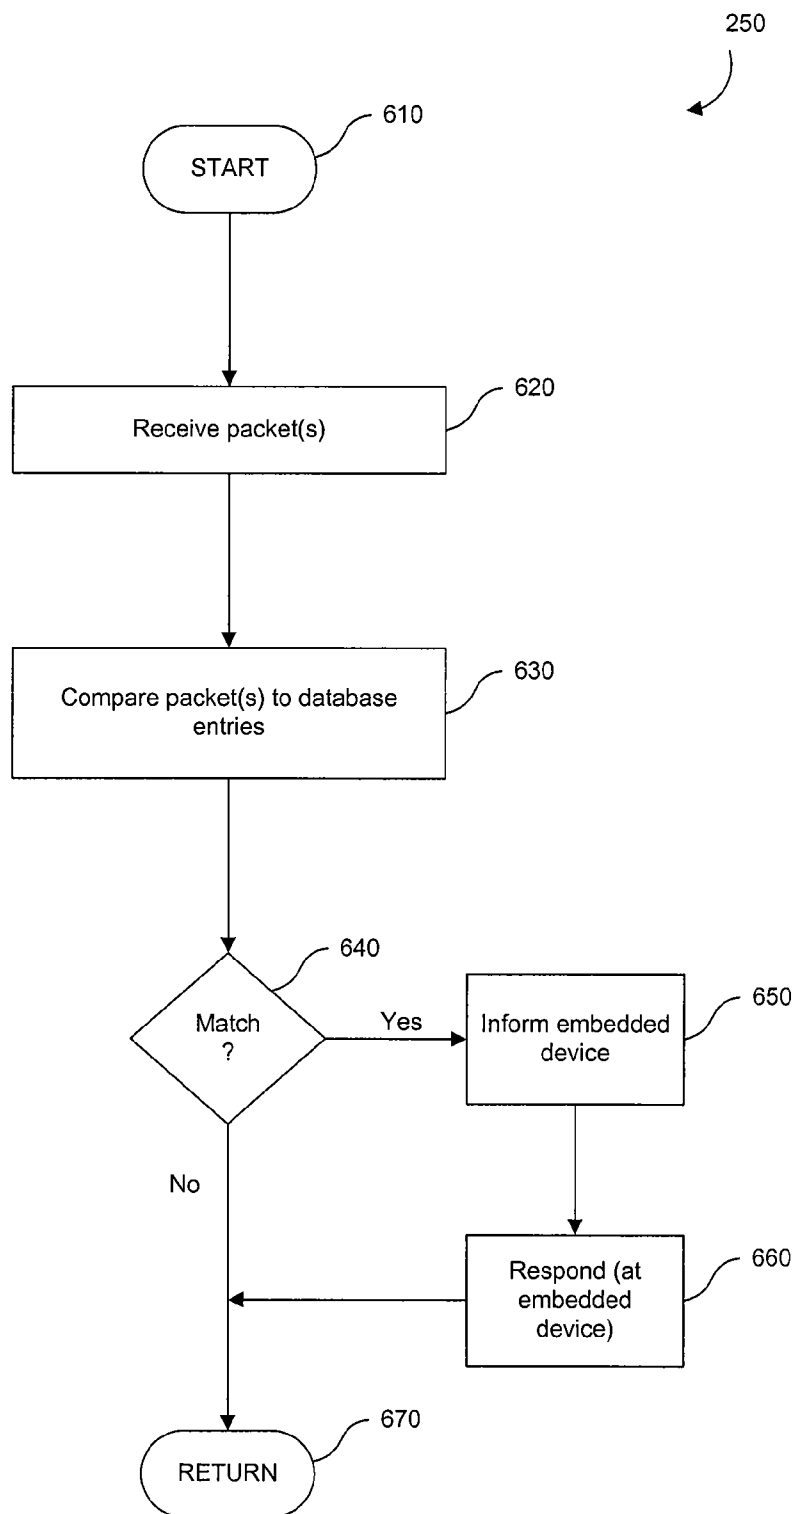 250
610
START
620
Receive packet(s)
630
Compare packet(s) to database
entries
640
Match
?
Yes
650
Inform embedded
device
No
660
Respond (at
embedded
device)
670
RETURN